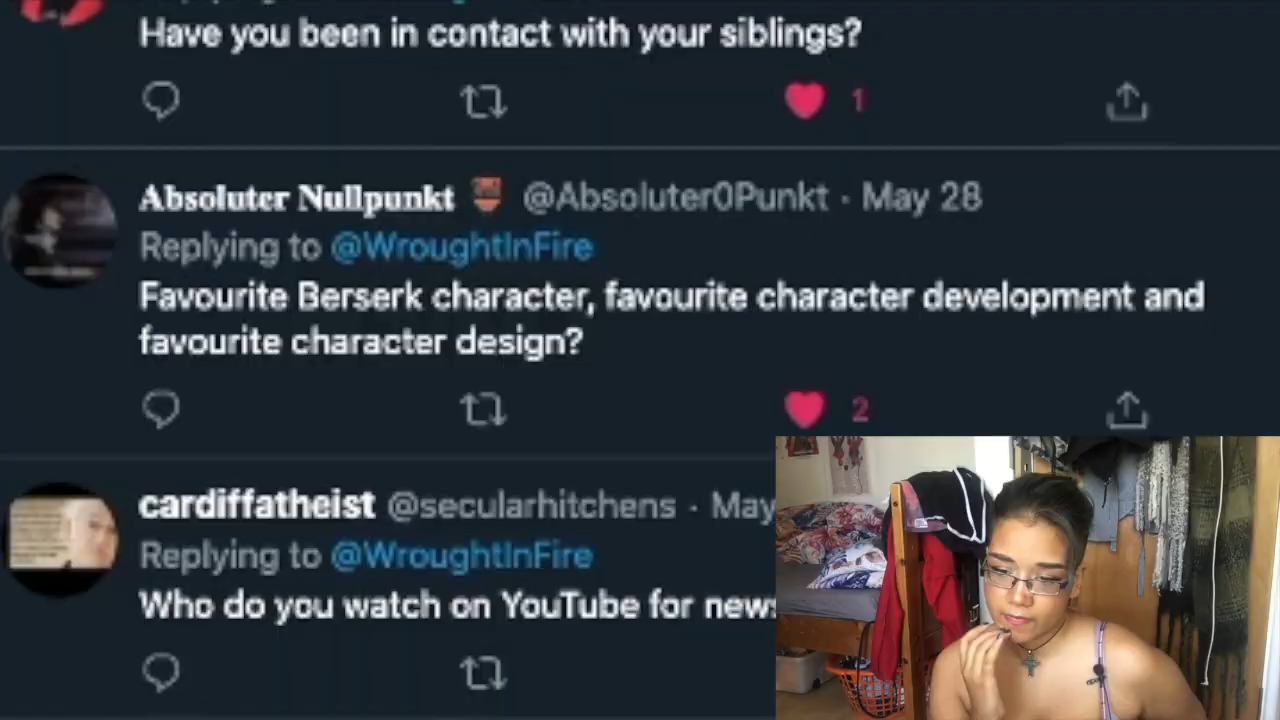 Have you been in contact with your siblings?
1
Absoluter Nullpunkt @Absoluter0Punkt · May 28
Replying to @WroughtInFire
Favourite Berserk character, favourite character development and
favourite character design?
2
cardiffatheist @secularhitchens · May
Replying to @WroughtInFire
Who do you watch on YouTube for news